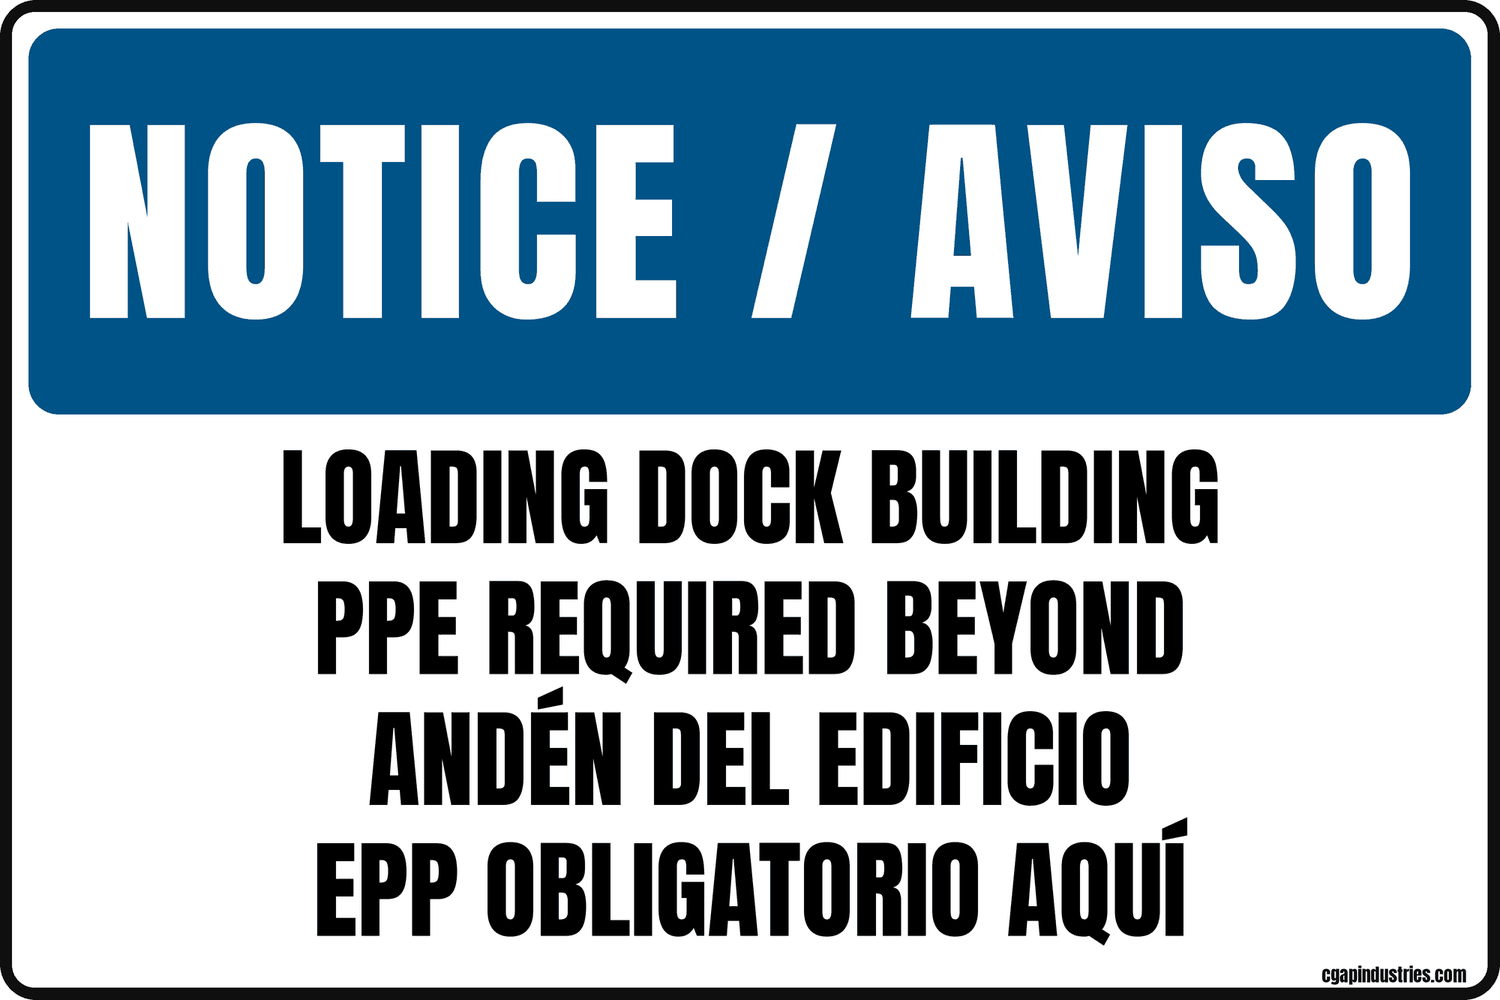 NOTICE / AVISO
LOADING DOCK BUILDING
PPE REQUIRED BEYOND
ANDÉN DEL EDIFICIO
EPP OBLIGATORIO AQUÍ
cgapindustries.com